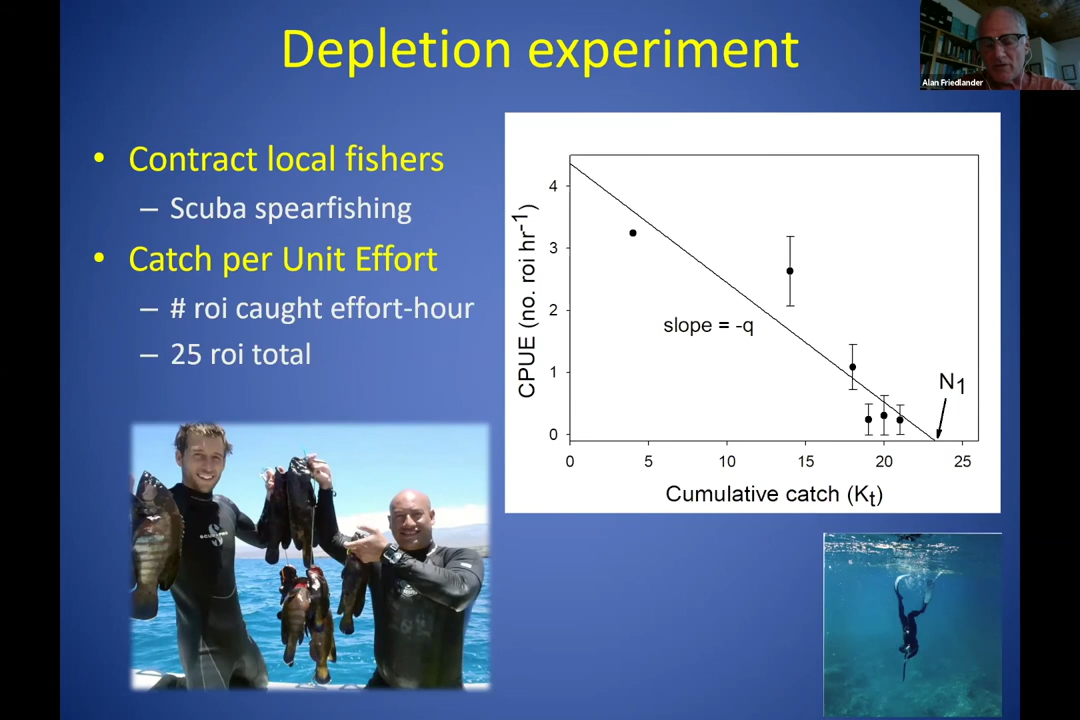 Depletion experiment
Alan Friedlander
• Contract local fishers
– Scuba spearfishing
• Catch per Unit Effort
– # roi caught effort-hour
– 25 roi total
CPUE (no. roi hr⁻¹)
4
3
2
1
0
slope = -q
N₁
0 5 10 15 20 25
Cumulative catch (Kₜ)